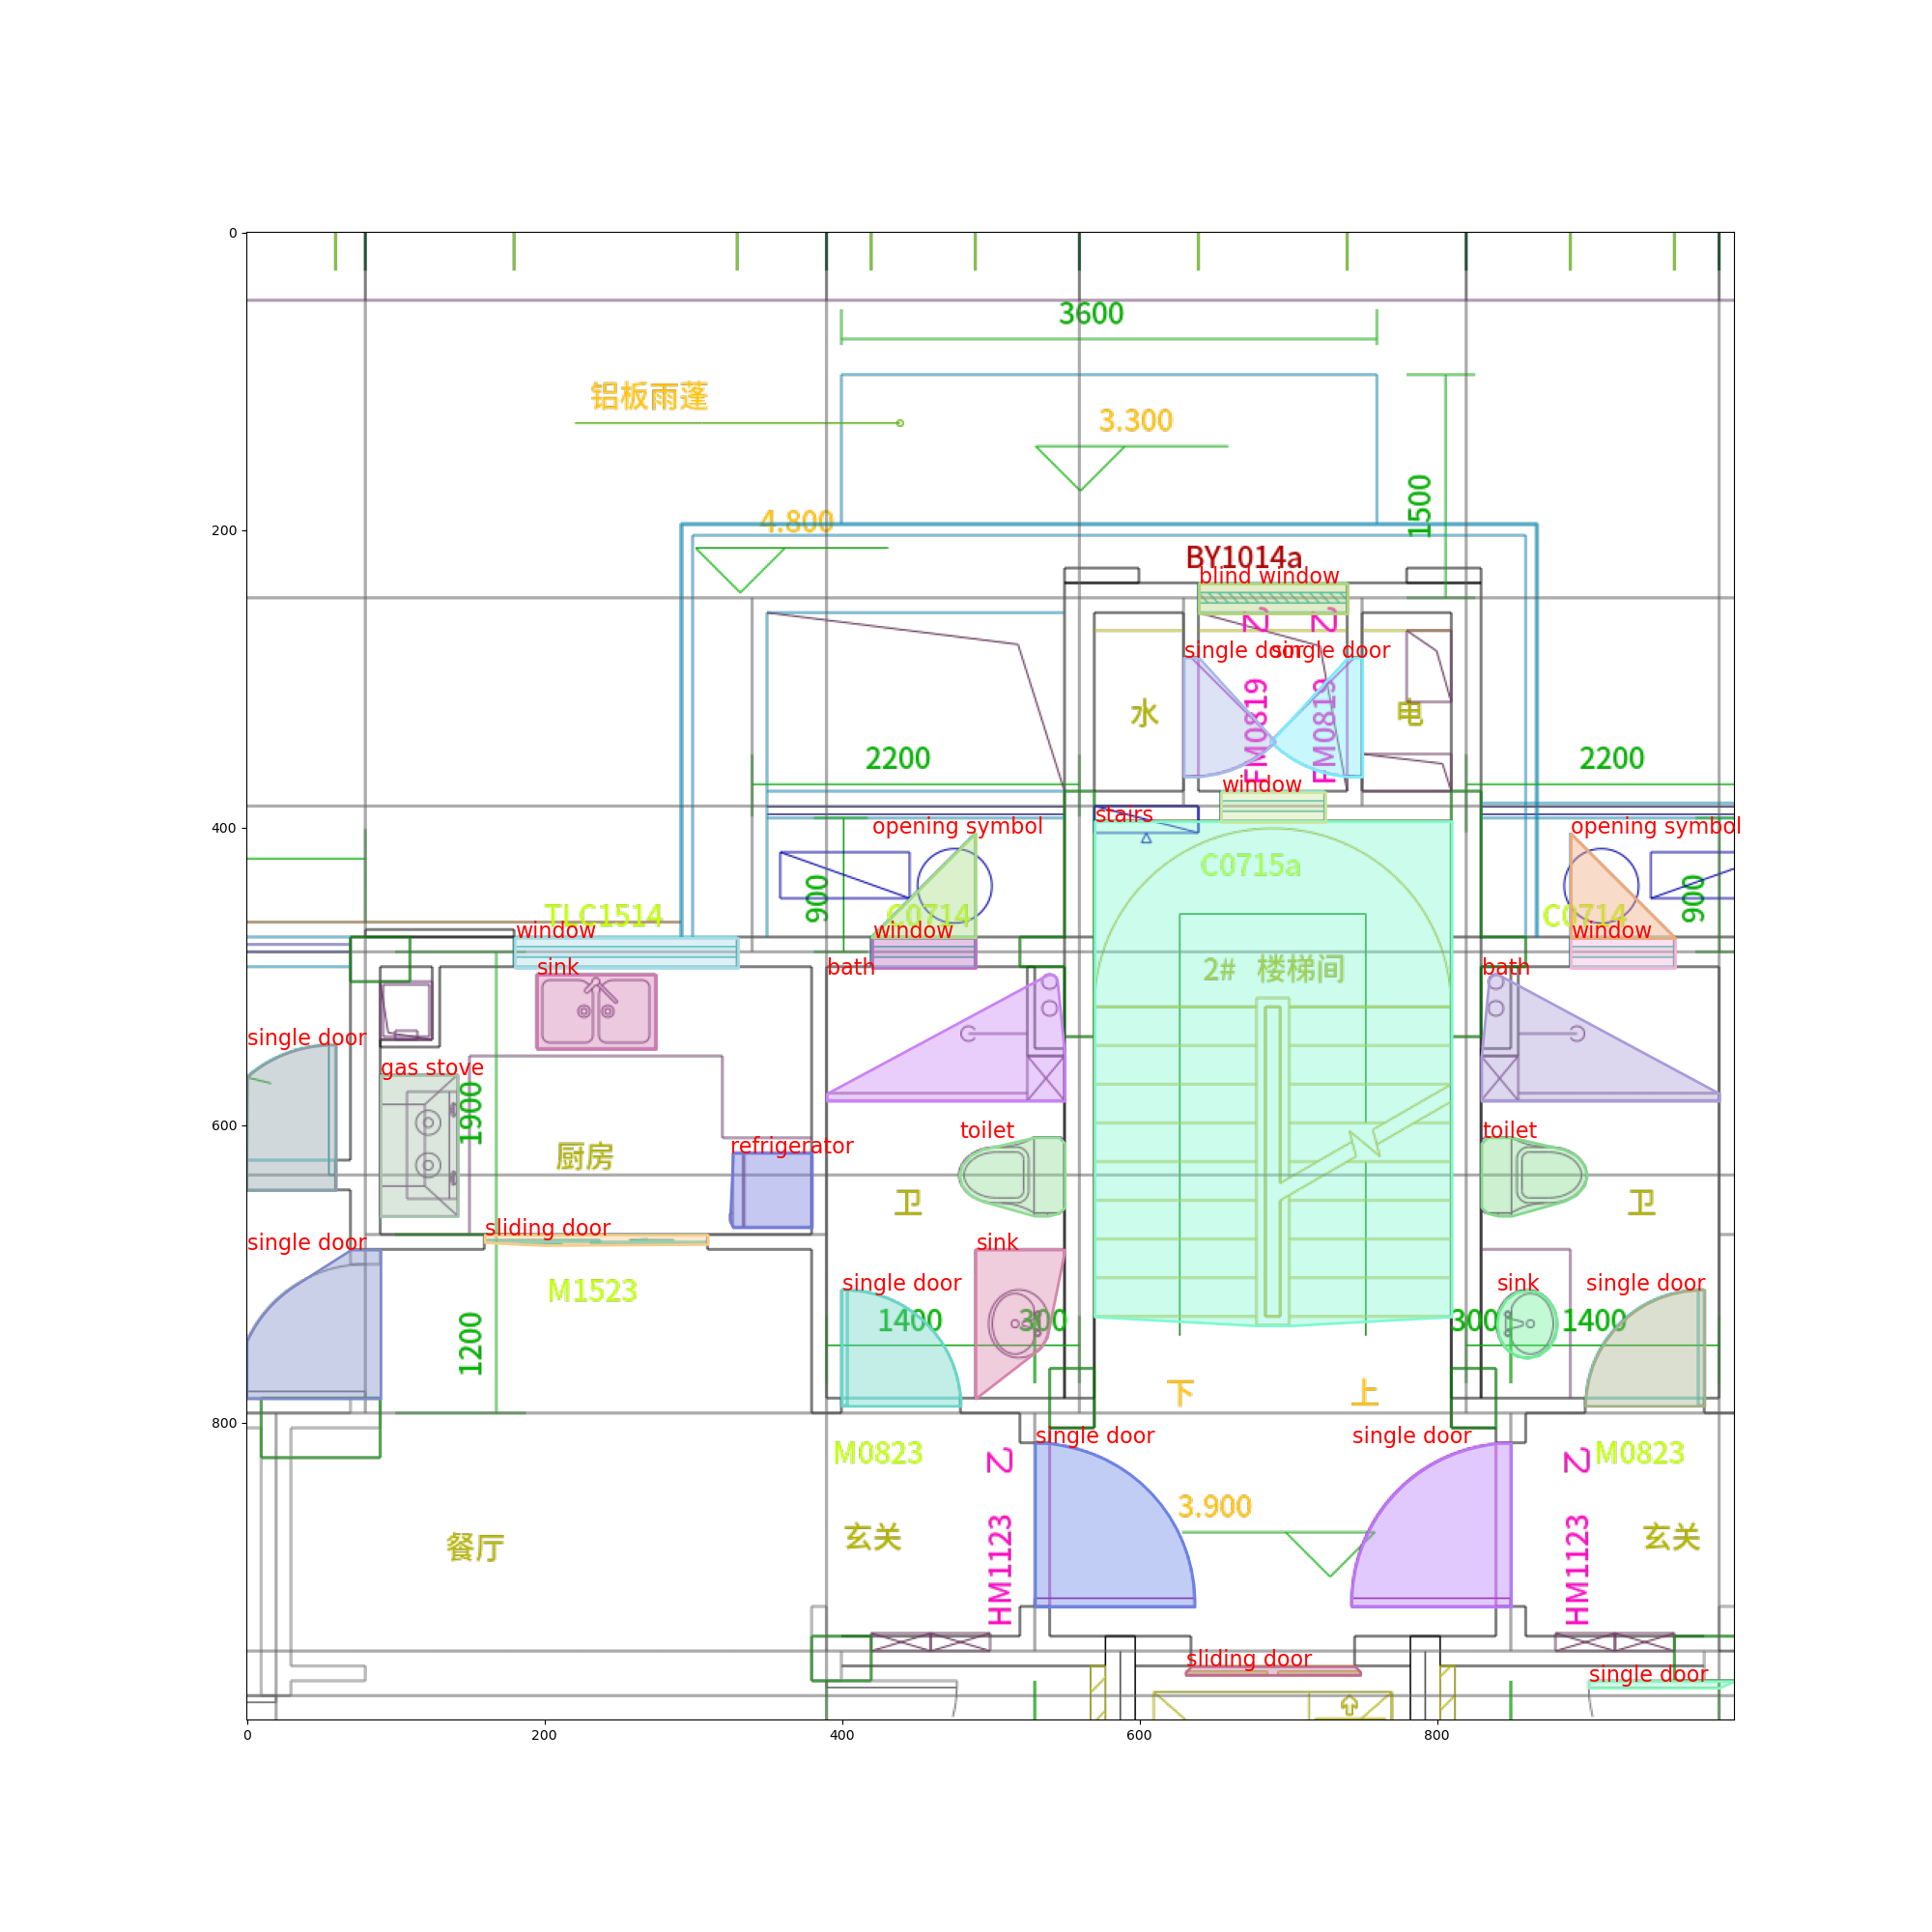 0
3600
铝板雨蓬
3.300
1500
200
4.800
BY1014a
blind window
2
2
single door
single door
水
FM0819
FM0813
电
2200
2200
window
stairs
400
opening symbol
opening symbol
C0715a
900
900
TLC1514
C0714
C0714
window
window
window
sink
bath
bath
2# 楼梯间
single door
gas stove
1900
600
厨房
refrigerator
toilet
toilet
卫
卫
sliding door
single door
sink
M1523
single door
sink
single door
1200
1400
300
300
1400
下
上
800
single door
single door
M0823
2
2
M0823
3.900
餐厅
玄关
玄关
HM1123
HM1123
sliding door
single door
0
200
400
600
800